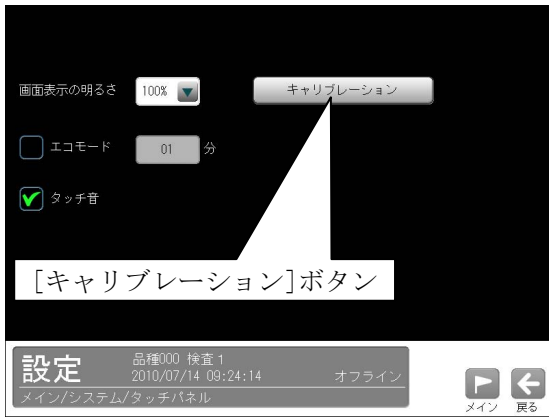 画面表示の明るさ 100% キャリブレーション
エコモード 01 分
タッチ音
[キャリブレーション]ボタン
設定 品種000 検査1
2010/07/14 09:24:14 オフライン
メイン/システム/タッチパネル
メイン 戻る